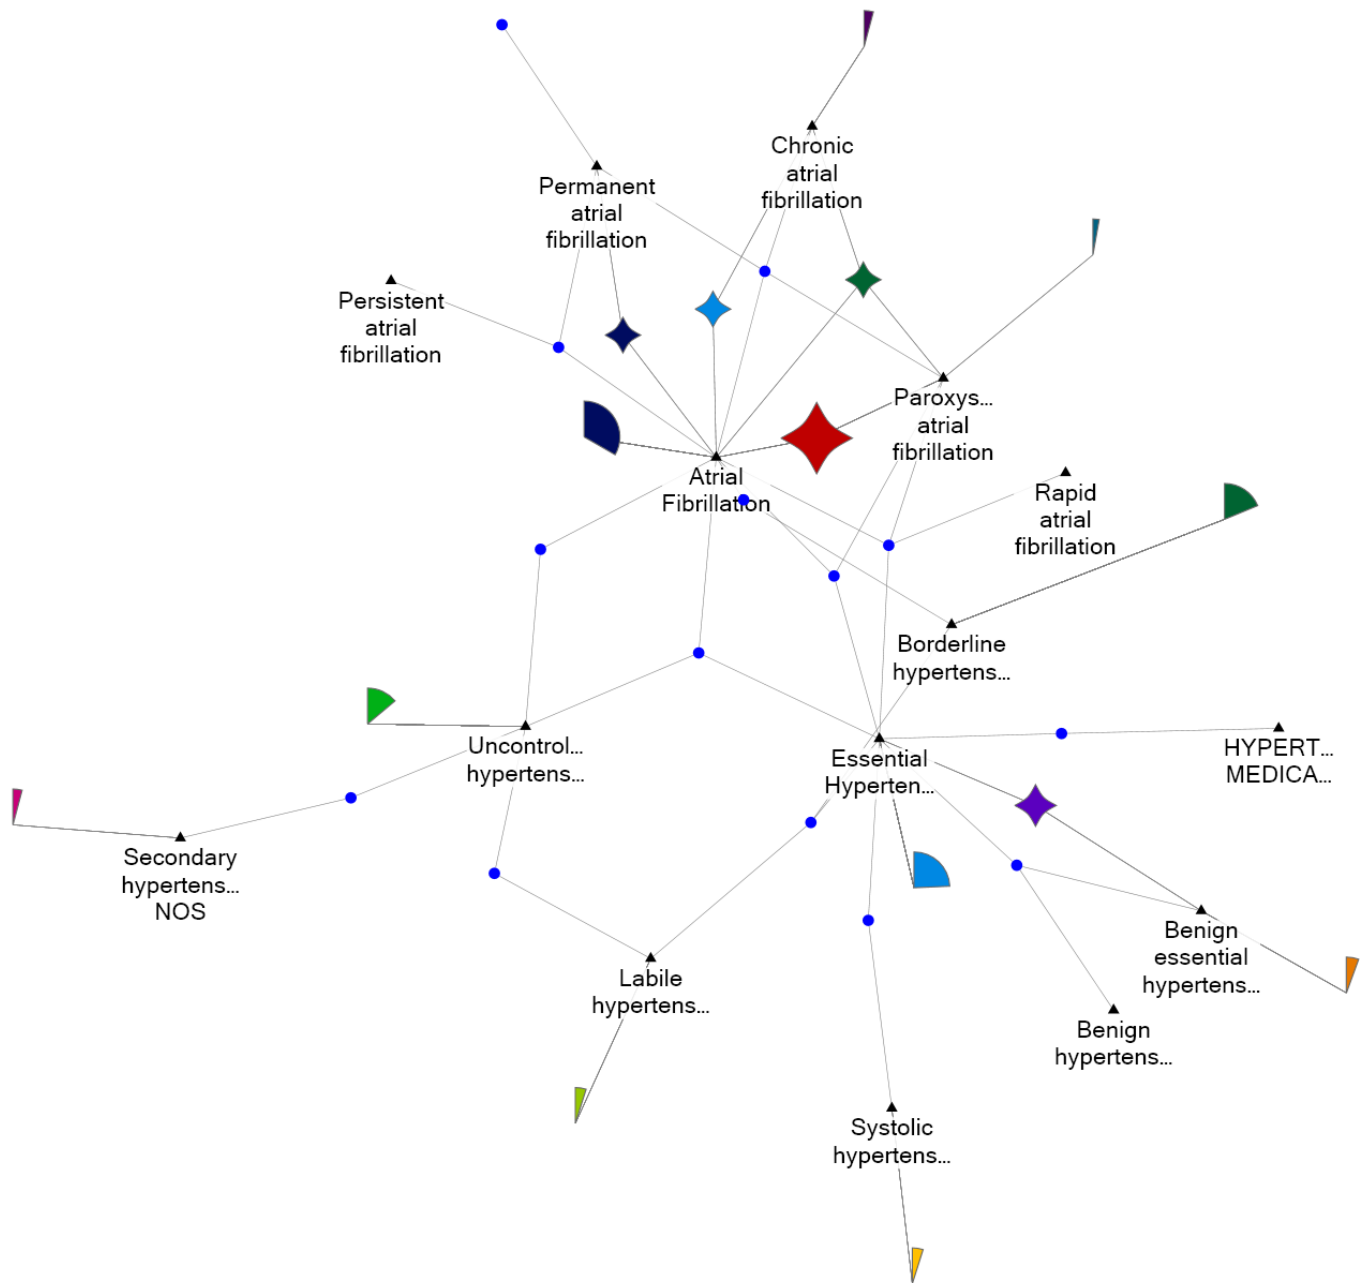 Chronic
atrial
fibrillation
Permanent
atrial
fibrillation
Persistent
atrial
fibrillation
Paroxys...
atrial
fibrillation
Atrial
Fibrillation
Rapid
atrial
fibrillation
Borderline
hypertens...
Uncontrol...
hypertens...
Essential
Hyperten...
HYPERT...
MEDICA...
Secondary
hypertens...
NOS
Benign
essential
hypertens...
Labile
hypertens...
Benign
hypertens...
Systolic
hypertens...